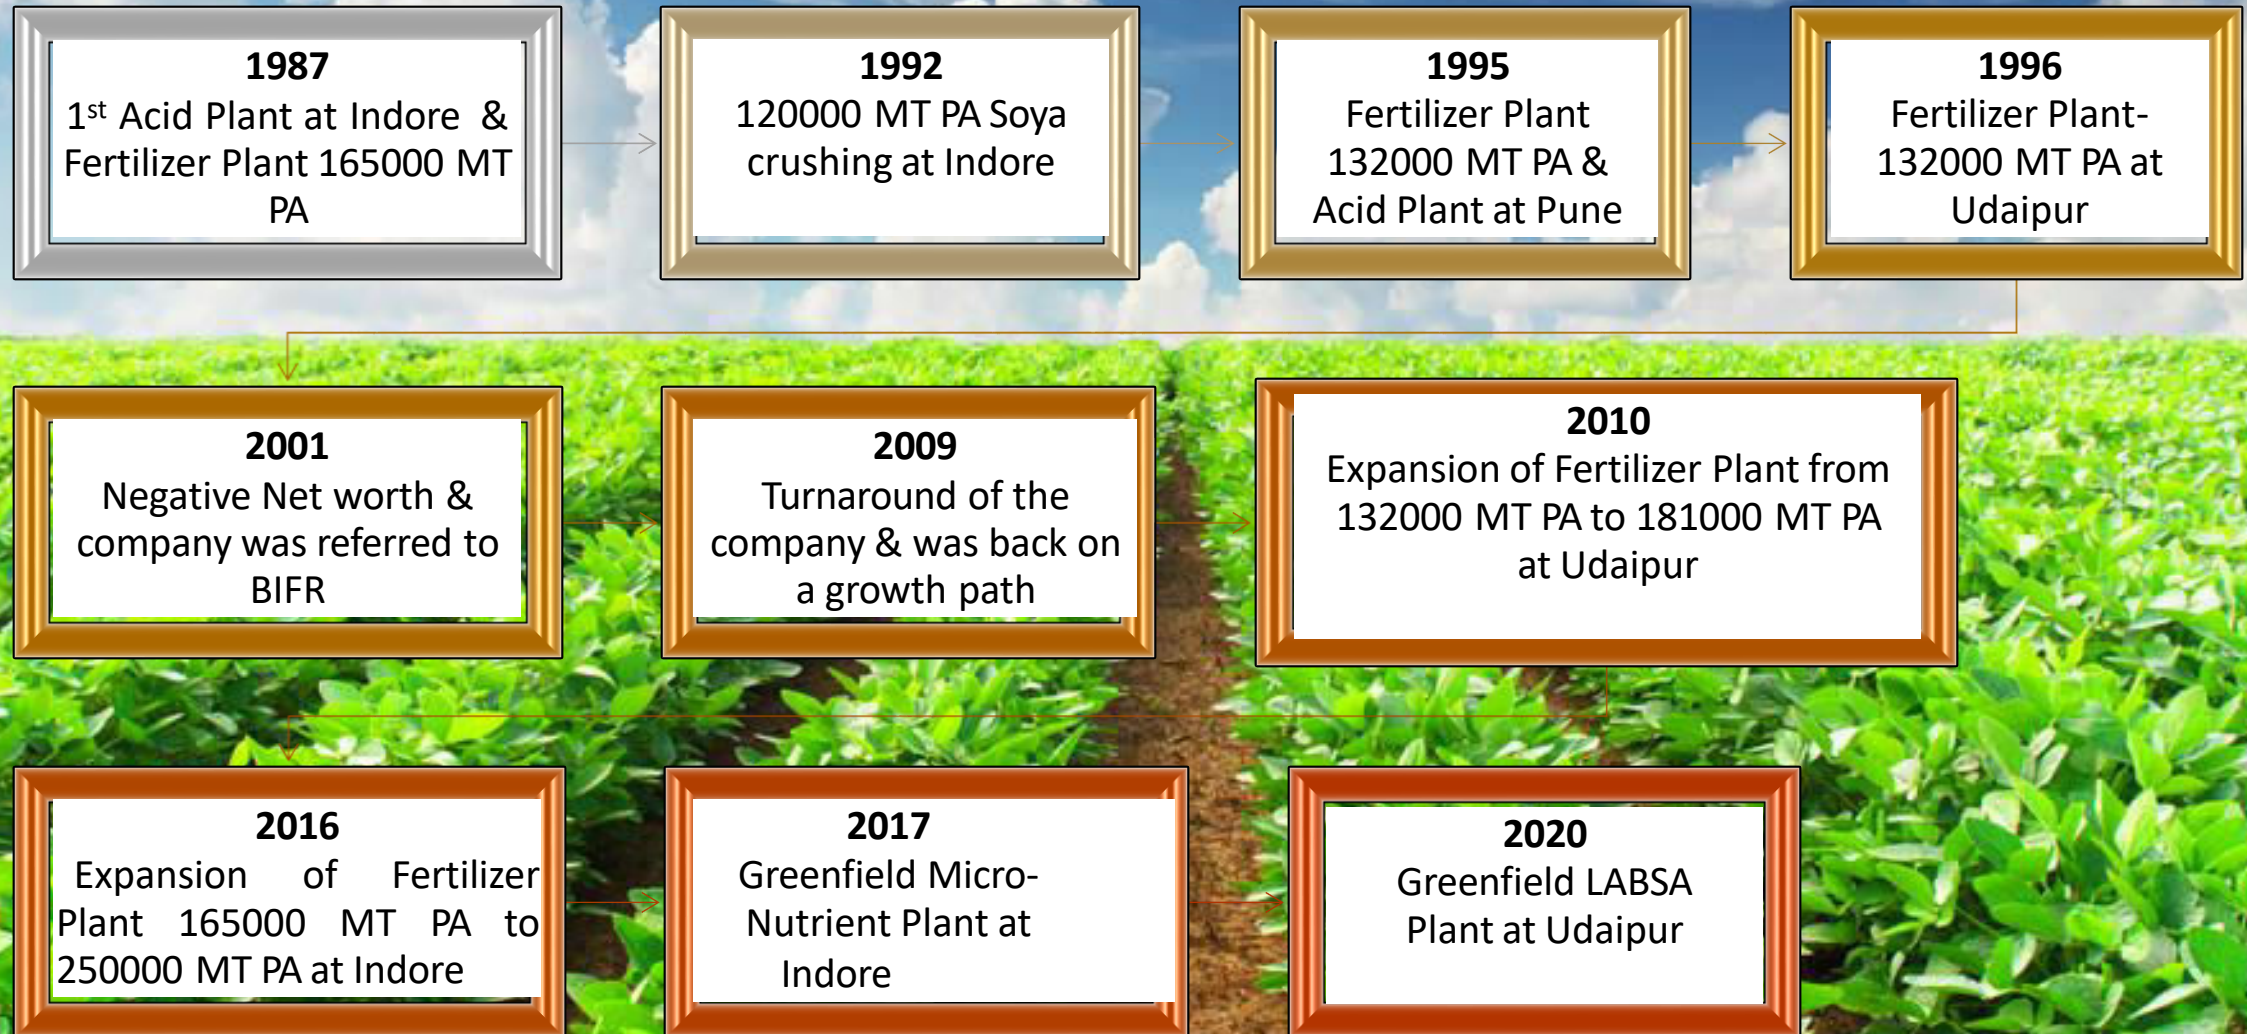 1987
1st Acid Plant at Indore &
Fertilizer Plant 165000 MT
PA
1992
120000 MT PA Soya
crushing at Indore
1995
Fertilizer Plant
132000 MT PA &
Acid Plant at Pune
1996
Fertilizer Plant-
132000 MT PA at
Udaipur
2001
Negative Net worth &
company was referred to
BIFR
2009
Turnaround of the
company & was back on
a growth path
2010
Expansion of Fertilizer Plant from
132000 MT PA to 181000 MT PA
at Udaipur
2016
Expansion of Fertilizer
Plant 165000 MT PA to
250000 MT PA at Indore
2017
Greenfield Micro-
Nutrient Plant at
Indore
2020
Greenfield LABSA
Plant at Udaipur